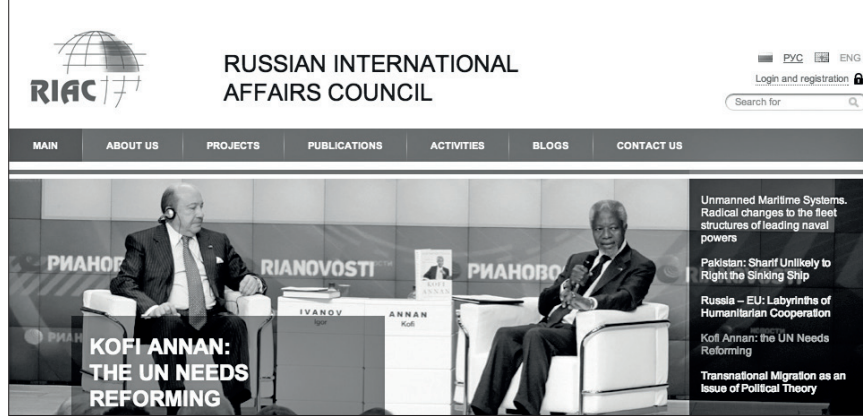 RIAC
RUSSIAN INTERNATIONAL
AFFAIRS COUNCIL
РУС ENG
Login and registration
Search for
MAIN ABOUT US PROJECTS PUBLICATIONS ACTIVITIES BLOGS CONTACT US
РИАНОВ
RIANOVOSTI
РИАНОВО
IVANOV
Igor
KOFI
ANNAN
ANNAN
Kofi
KOFI ANNAN:
THE UN NEEDS
REFORMING
Unmanned Maritime Systems.
Radical changes to the fleet
structures of leading naval
powers
Pakistan: Sharif Unlikely to
Right the Sinking Ship
Russia – EU: Labyrinths of
Humanitarian Cooperation
Kofi Annan: the UN Needs
Reforming
Transnational Migration as an
Issue of Political Theory